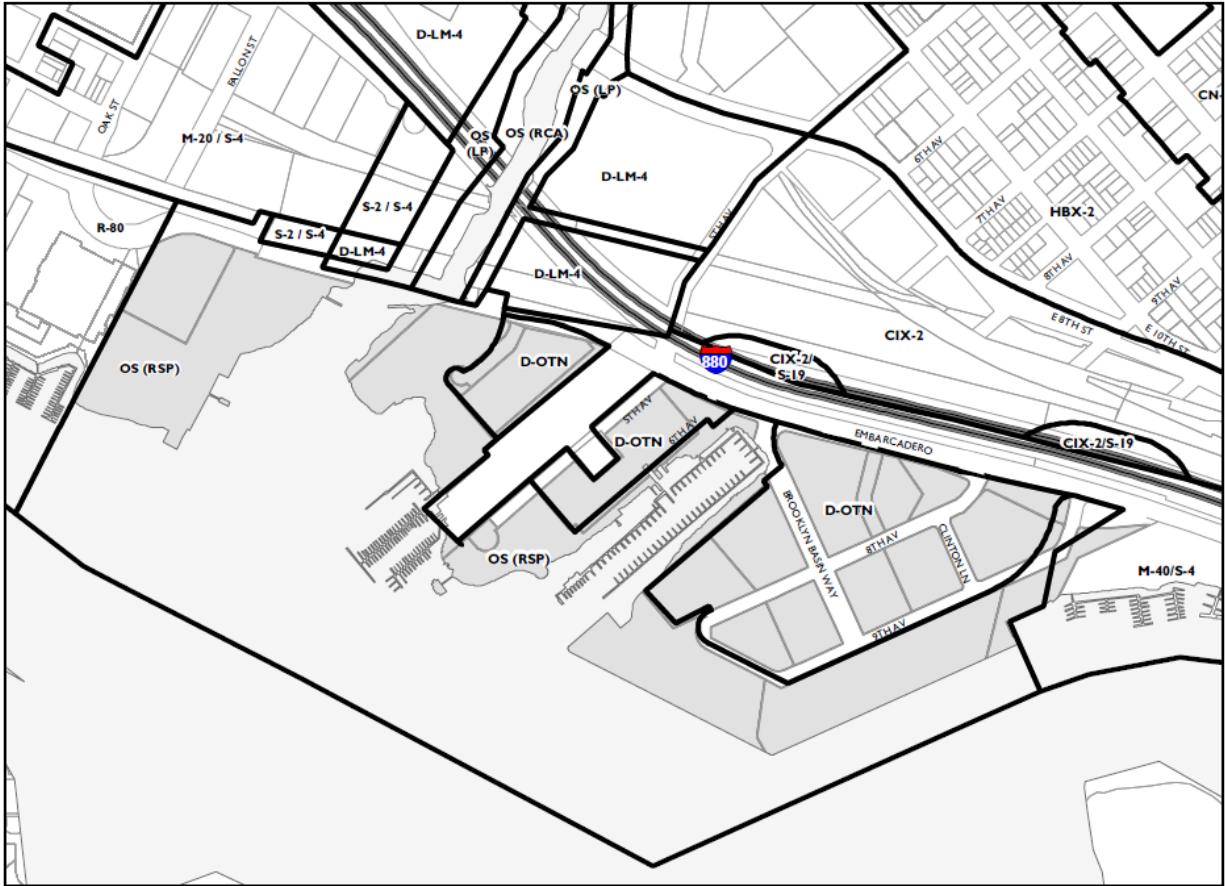 D-LM-4
FALLON ST
OAK ST
OS (LP)
CN-
M-20 / S-4
OS
(LP)
OS (RCA)
6TH AV
D-LM-4
S-2 / S-4
7TH AV
HBX-2
R-80
S-2 / S-4
5TH AV
D-LM-4
8TH AV
D-LM-4
9TH AV
E 8TH ST
E 10TH ST
CIX-2
880
CIX-2/
S-19
OS (RSP)
D-OTN
5TH AV
6TH AV
D-OTN
EMBARCADERO
CIX-2/S-19
BROOKLYN BASIN WAY
D-OTN
8TH AV
CLINTON LN
OS (RSP)
M-40/S-4
9TH AV